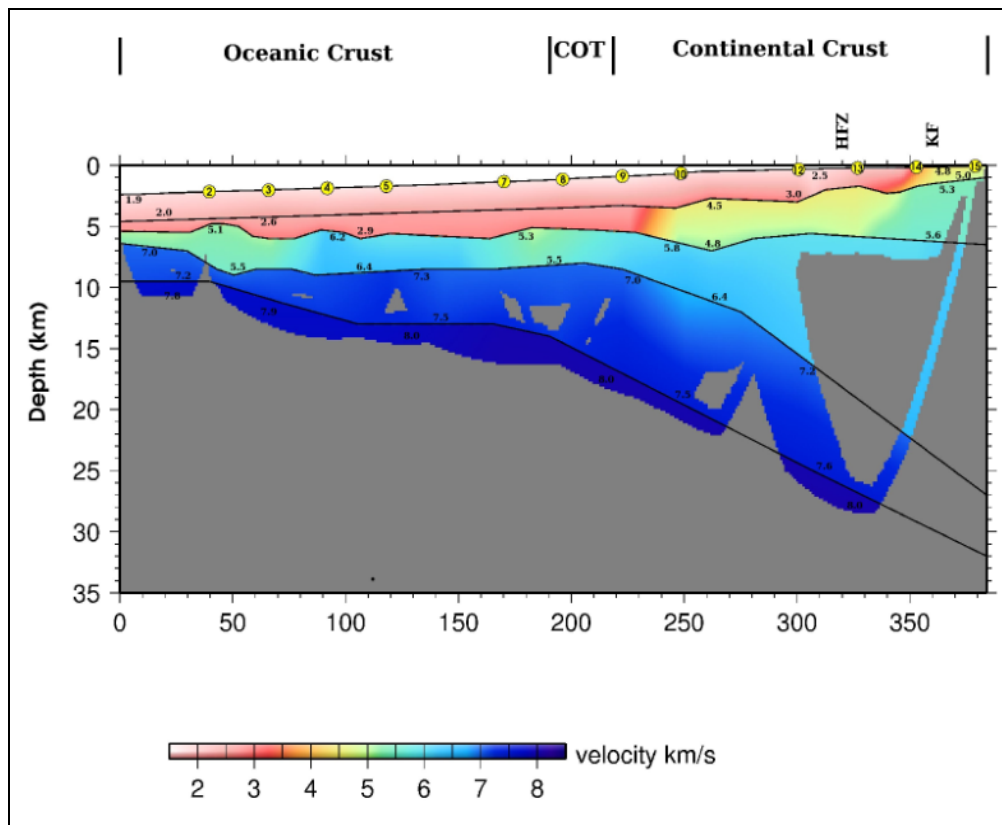 Oceanic Crust COT Continental Crust
HFZ KF
0 2 3 4 5 7 8 9 10 12 13 14 15
1.9 2.5 4.8 5.0
2.0 3.0 5.3
2.6 4.5
5 5.1 6.2 2.9 5.3 5.8 4.8 5.6
7.0 5.5 6.4 5.5
7.2 7.3 7.0
10 7.8 6.4
7.9 7.5
8.0
15
8.0 7.2
7.5
20
25 7.6
8.0
30
35
Depth (km)
0 50 100 150 200 250 300 350
velocity km/s
2 3 4 5 6 7 8